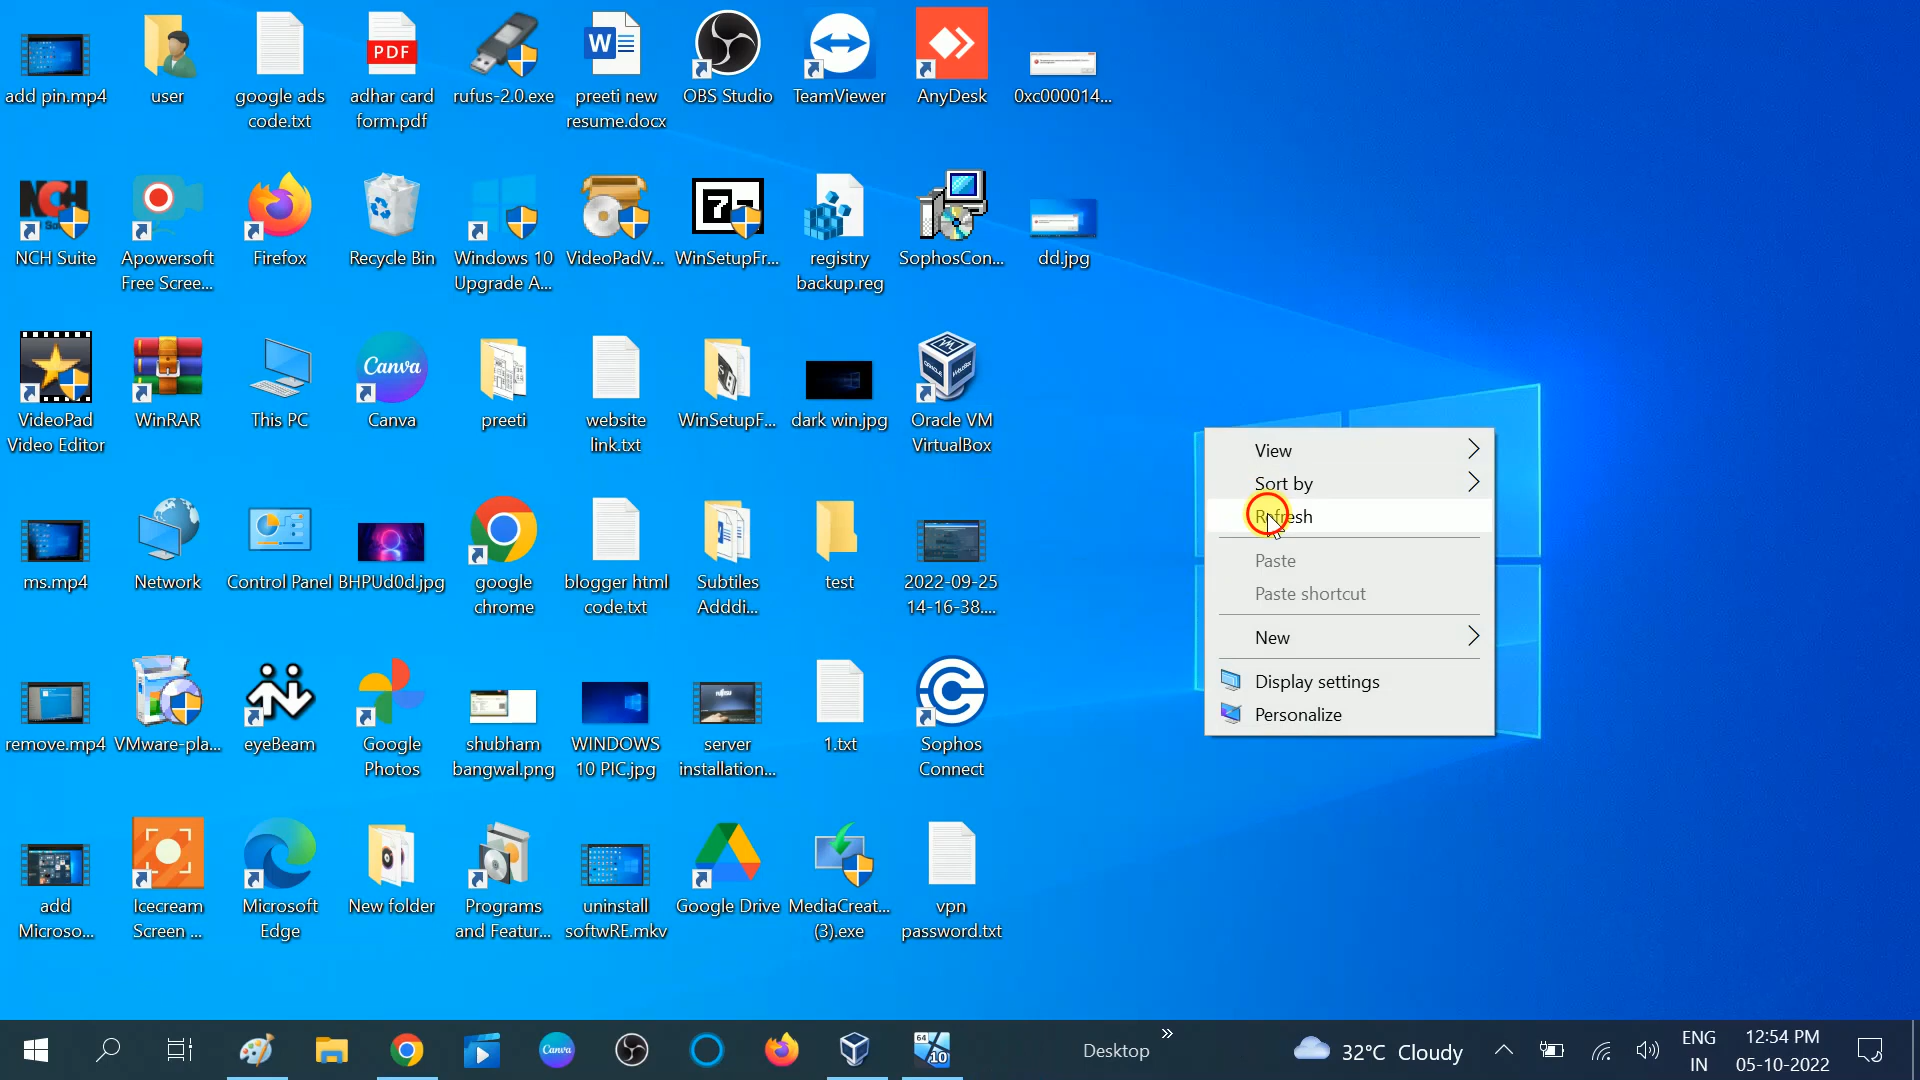 add pin.mp4
user
google ads
code.txt
adhar card
form.pdf
PDF
rufus-2.0.exe
W
preeti new
resume.docx
OBS Studio
TeamViewer
AnyDesk
0xc000014...
NCH
NCH Suite
Apowersoft
Free Scree...
Firefox
Recycle Bin
Windows 10
Upgrade A...
VideoPadV...
WinSetupFr...
registry
backup.reg
SophosCon...
dd.jpg
VideoPad
Video Editor
WinRAR
This PC
Canva
Canva
preeti
website
link.txt
WinSetupF...
dark win.jpg
Oracle VM
VirtualBox
ms.mp4
Network
Control Panel
BHPUd0d.jpg
google
chrome
blogger html
code.txt
Subtiles
Adddi...
test
2022-09-25
14-16-38....
remove.mp4
VMware-pla...
eyeBeam
Google
Photos
shubham
bangwal.png
WINDOWS
10 PIC.jpg
FUJITSU
server
installation...
1.txt
Sophos
Connect
add
Microso...
Icecream
Screen ...
Microsoft
Edge
New folder
Programs
and Featur...
uninstall
softwRE.mkv
Google Drive
MediaCreat...
(3).exe
vpn
password.txt
View
Sort by
Refresh
Paste
Paste shortcut
New
Display settings
Personalize
Canva
64
10
Desktop
32°C Cloudy
ENG
IN
12:54 PM
05-10-2022